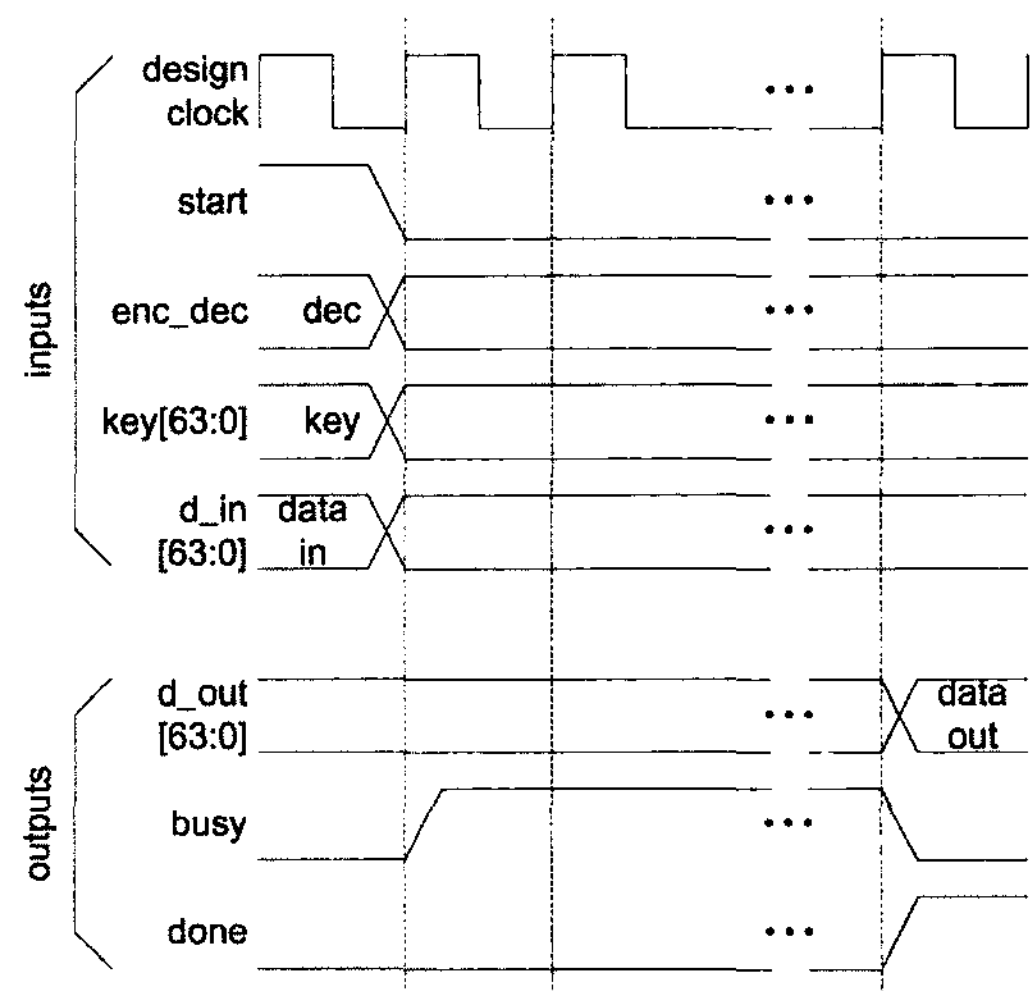 inputs
design
clock
start
enc_dec dec
key[63:0] key
d_in data
[63:0] in
outputs
d_out data
[63:0] out
busy
done